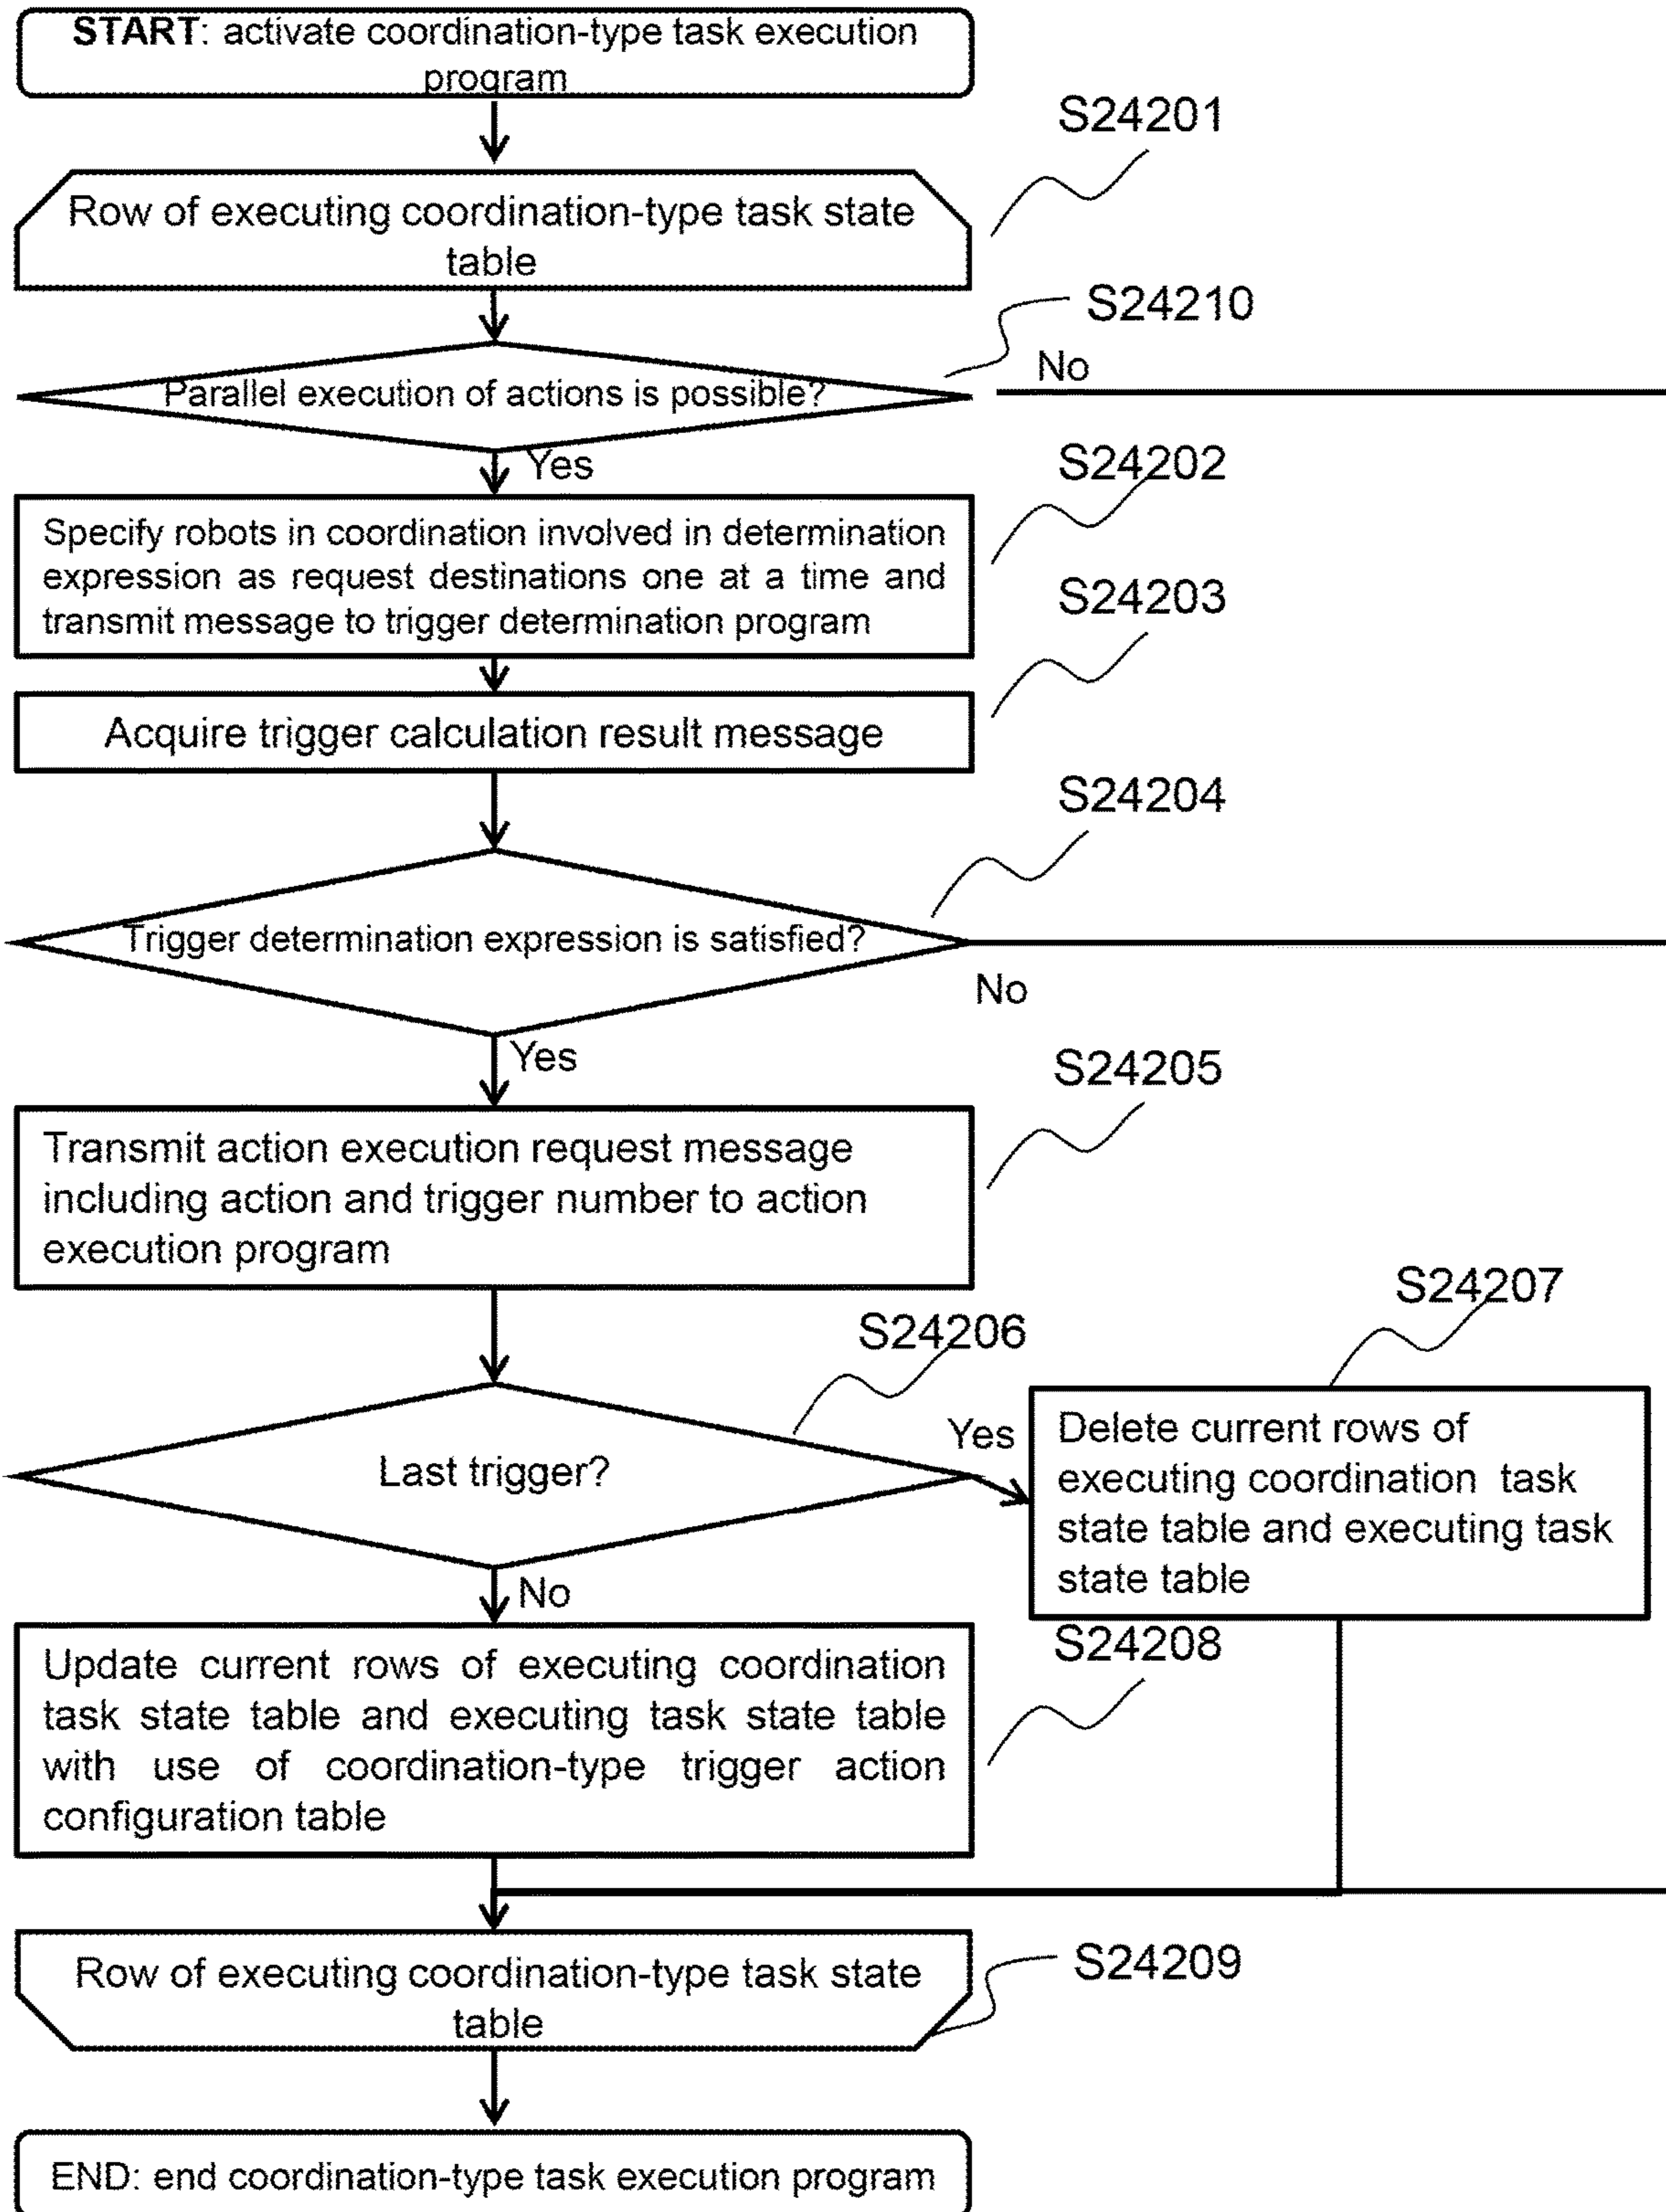 START: activate coordination-type task execution
program
S24201
Row of executing coordination-type task state
table
S24210
Parallel execution of actions is possible?
No
Yes
S24202
Specify robots in coordination involved in determination
expression as request destinations one at a time and
transmit message to trigger determination program
S24203
Acquire trigger calculation result message
S24204
Trigger determination expression is satisfied?
No
Yes
S24205
Transmit action execution request message
including action and trigger number to action
execution program
S24207
S24206
Last trigger?
Yes
Delete current rows of
executing coordination task
state table and executing task
state table
No
S24208
Update current rows of executing coordination
task state table and executing task state table
with use of coordination-type trigger action
configuration table
Row of executing coordination-type task state
table
S24209
END: end coordination-type task execution program